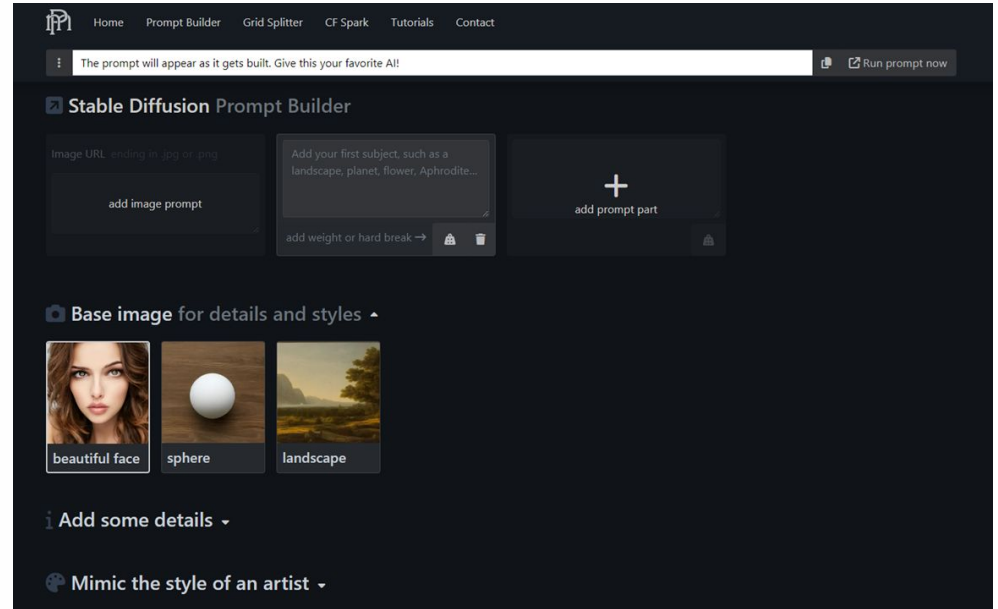 Home Prompt Builder Grid Splitter CF Spark Tutorials Contact
The prompt will appear as it gets built. Give this your favorite AI!
Run prompt now
Stable Diffusion Prompt Builder
Image URL ending in .jpg or .png
add image prompt
Add your first subject, such as a
landscape, planet, flower, Aphrodite...
add weight or hard break →
add prompt part
Base image for details and styles
beautiful face
sphere
landscape
Add some details
Mimic the style of an artist